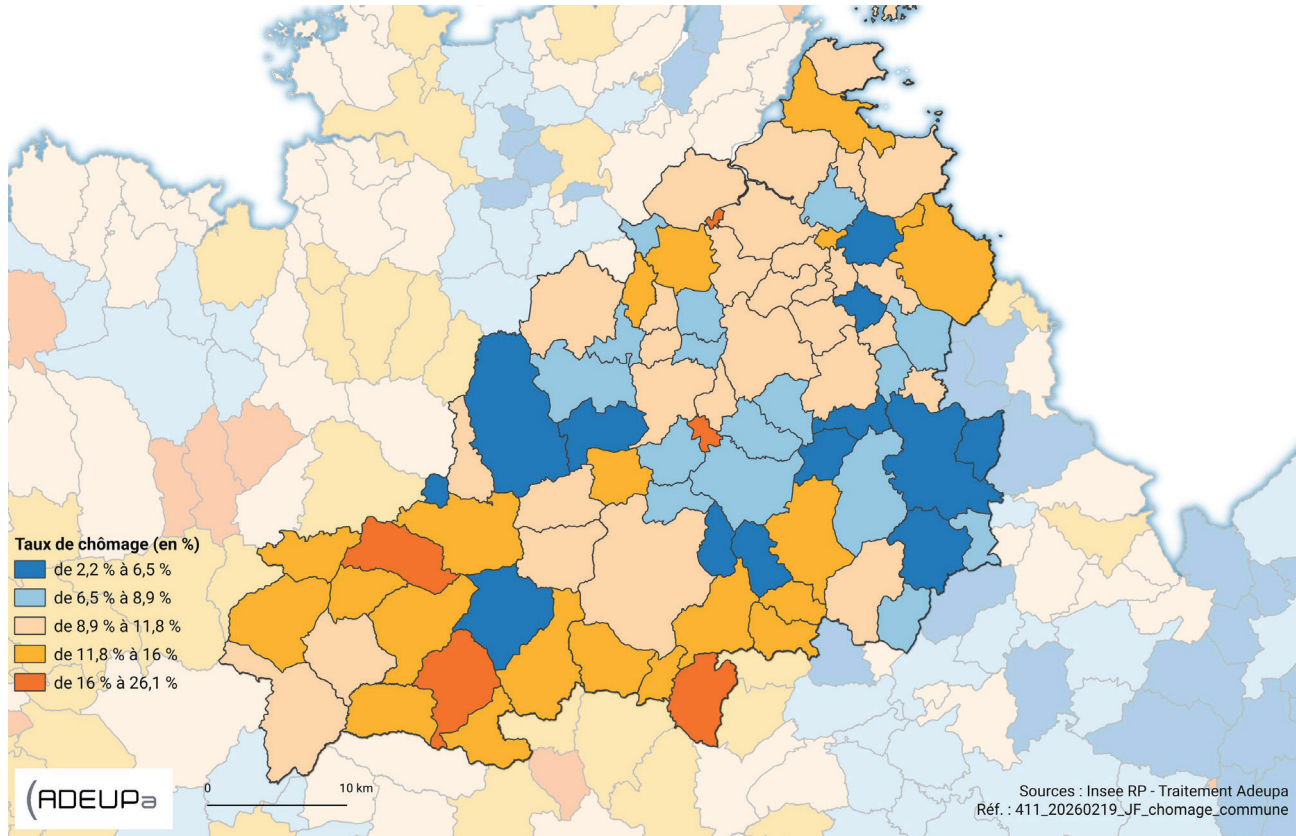 Taux de chômage (en %)
de 2,2 % à 6,5 %
de 6,5 % à 8,9 %
de 8,9 % à 11,8 %
de 11,8 % à 16 %
de 16 % à 26,1 %
(ADEUPa
0
10 km
Sources : Insee RP - Traitement Adeupa
Réf. : 411_20260219_JF_chomage_commune